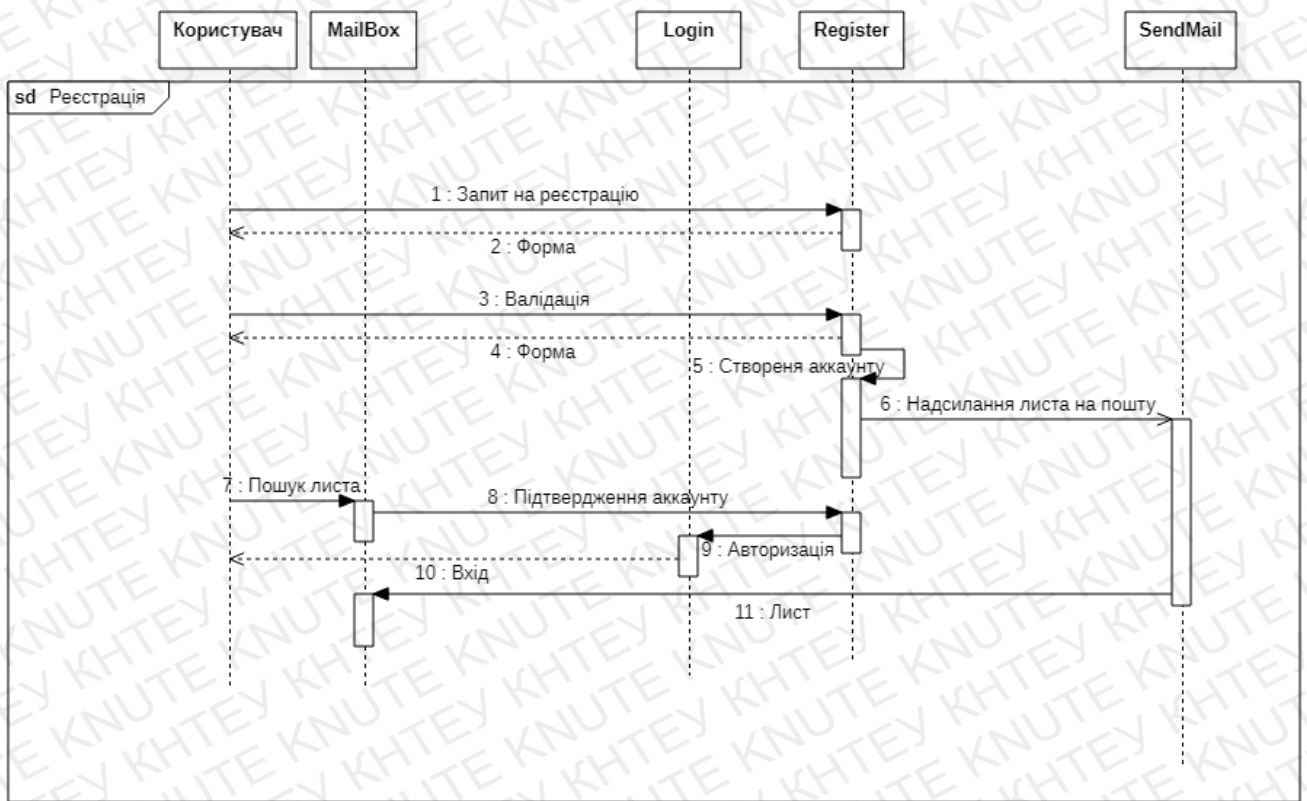 Користувач
MailBox
Login
Register
SendMail
sd Реєстрація
1 : Запит на реєстрацію
2 : Форма
3 : Валідація
4 : Форма
5 : Створеня аккаунту
6 : Надсилання листа на пошту
7 : Пошук листа
8 : Підтвердження аккаунту
9 : Авторизація
10 : Вхід
11 : Лист